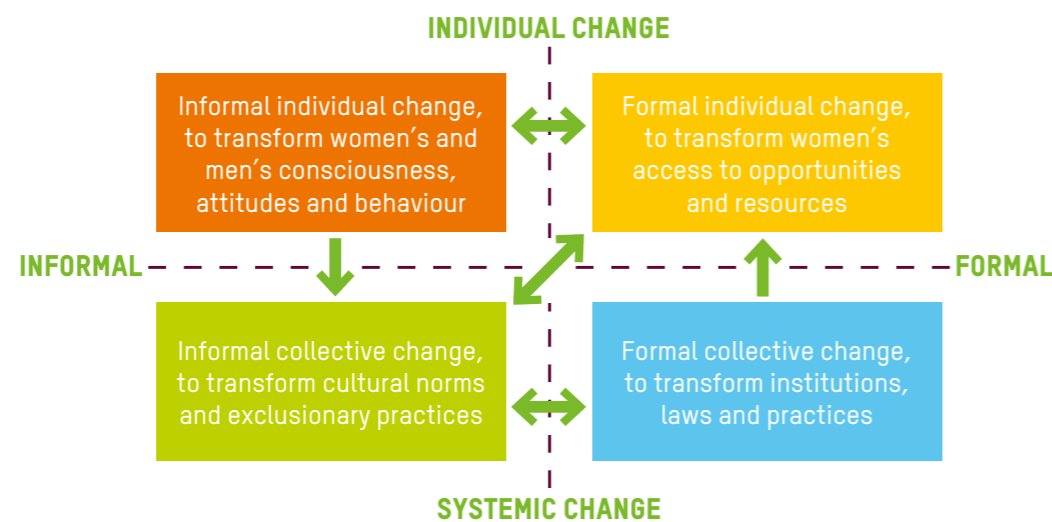 INDIVIDUAL CHANGE
Informal individual change,
to transform women’s and
men’s consciousness,
attitudes and behaviour
Formal individual change,
to transform women’s
access to opportunities
and resources
INFORMAL
FORMAL
Informal collective change,
to transform cultural norms
and exclusionary practices
Formal collective change,
to transform institutions,
laws and practices
SYSTEMIC CHANGE